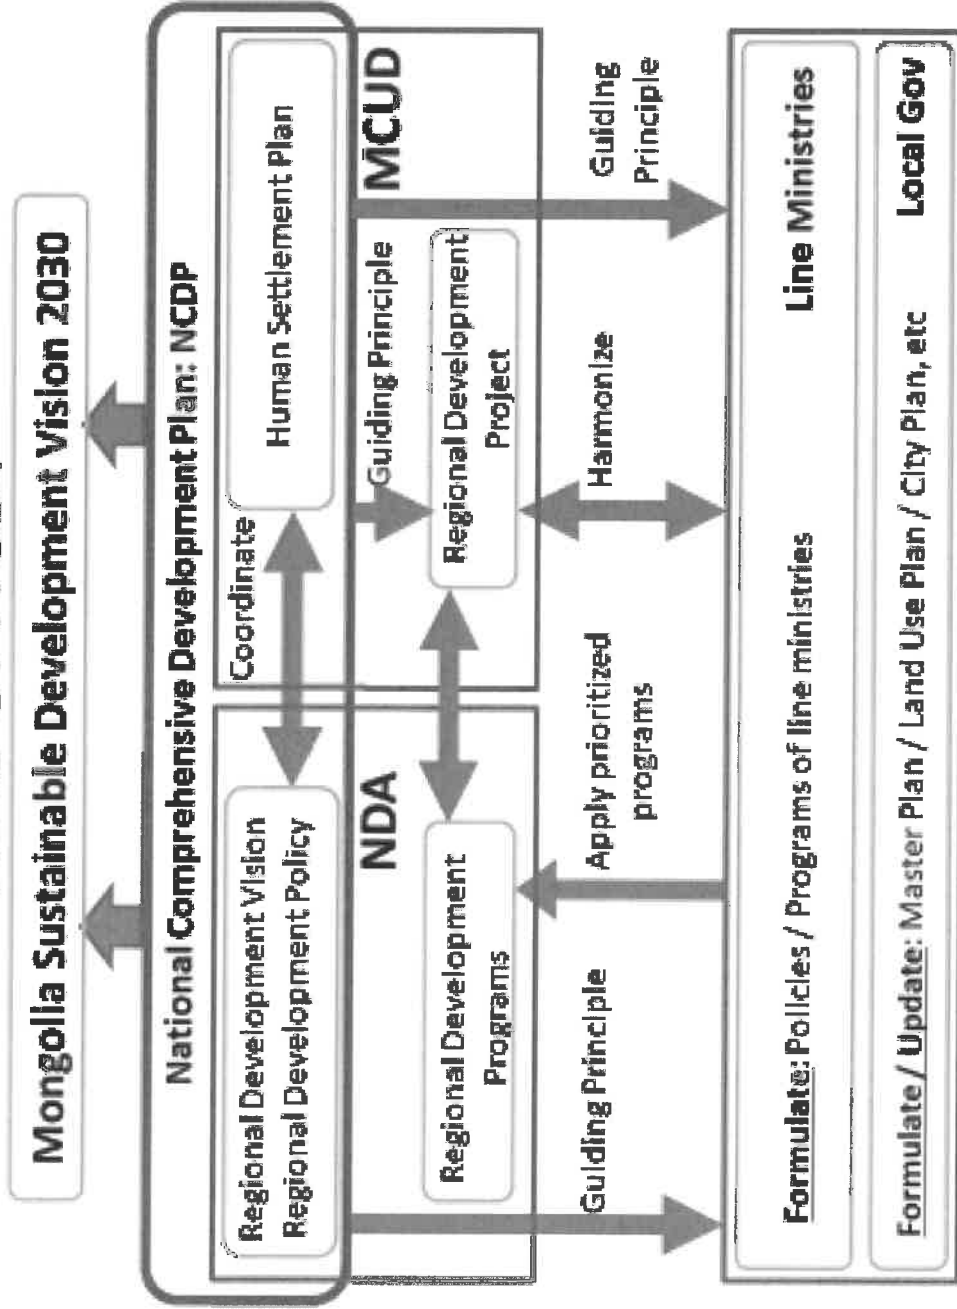 Mongolia Sustainable Development Vision 2030
National Comprehensive Development Plan: NCDP
Regional Development Vision
Regional Development Policy
Coordinate
Human Settlement Plan
NDA
MCUD
Guiding Principle
Regional Development
Programs
Regional Development
Project
Guiding Principle
Apply prioritized
programs
Harmonize
Guiding
Principle
Formulate: Policies / Programs of line ministries
Line Ministries
Formulate / Update: Master Plan / Land Use Plan / City Plan, etc
Local Gov